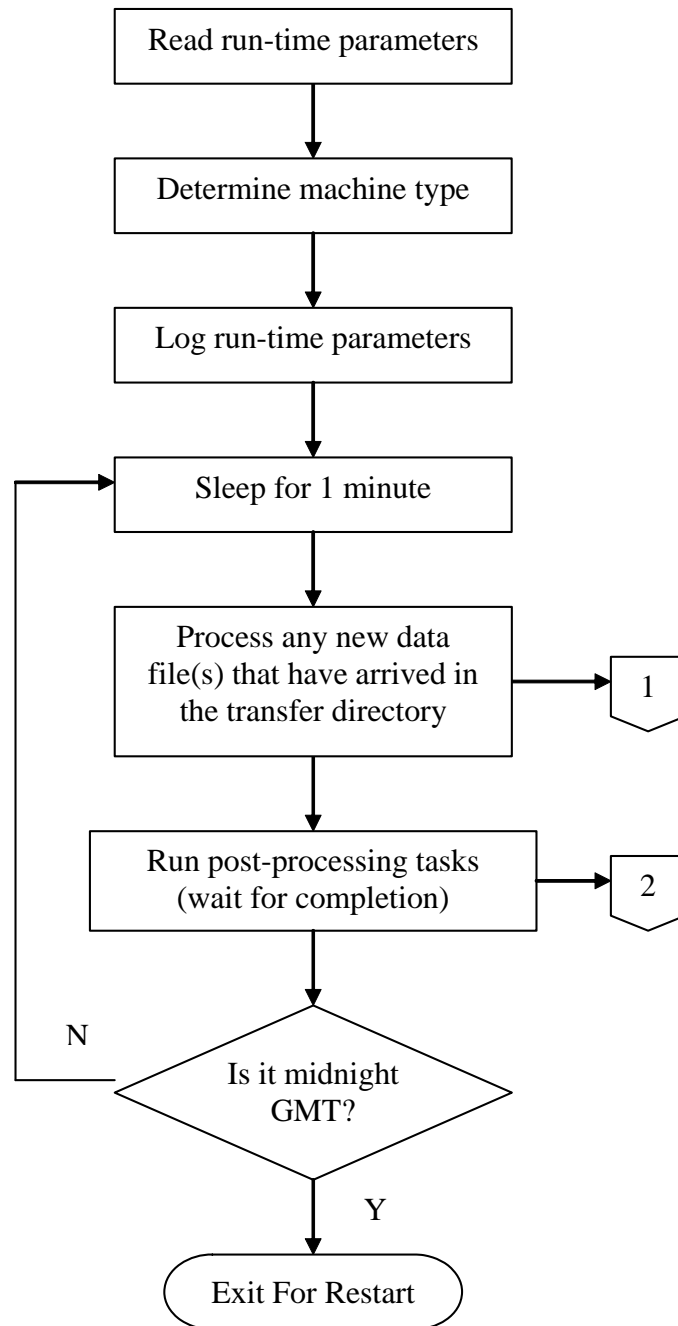 Read run-time parameters
Determine machine type
Log run-time parameters
Sleep for 1 minute
Process any new data
file(s) that have arrived in
the transfer directory
1
Run post-processing tasks
(wait for completion)
2
N
Is it midnight
GMT?
Y
Exit For Restart